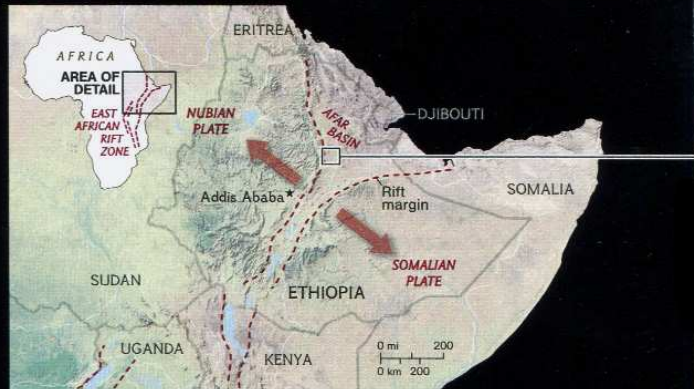 AFRICA
AREA OF
DETAIL
EAST
AFRICAN
RIFT
ZONE
ERITREA
NUBIAN
PLATE
AFAR
BASIN
DJIBOUTI
Addis Ababa
Rift
margin
SOMALIA
SOMALIAN
PLATE
SUDAN
ETHIOPIA
UGANDA
KENYA
0 mi 200
0 km 200